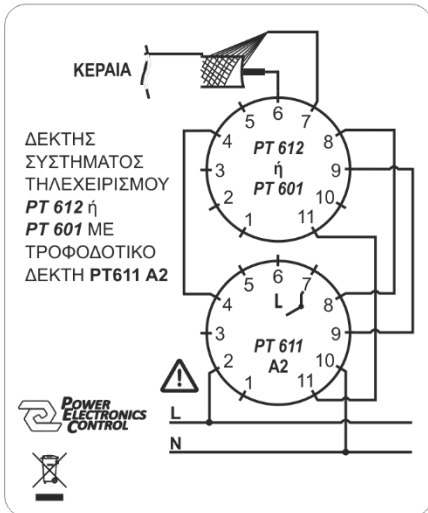 ΚΕΡΑΙΑ
ΔΕΚΤΗΣ
ΣΥΣΤΗΜΑΤΟΣ
ΤΗΛΕΧΕΙΡΙΣΜΟΥ
PT 612 ή
PT 601 ΜΕ
ΤΡΟΦΟΔΟΤΙΚΟ
ΔΕΚΤΗ PT611 A2
5 6 7
4 8
3 9
2 10
1 11
PT 612
ή
PT 601
5 6 7
4 8
3 9
2 10
1 11
L
PT 611
A2
POWER
ELECTRONICS
CONTROL
L
N